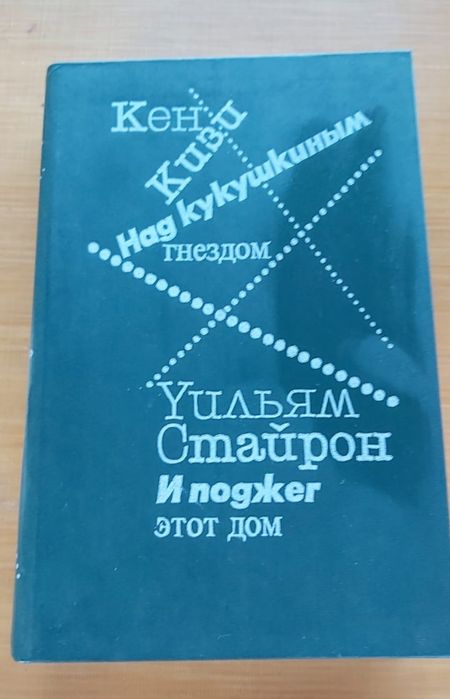 Кен
Кизи
Над кукушкиным
гнездом
Уильям
Стайрон
И поджег
этот дом